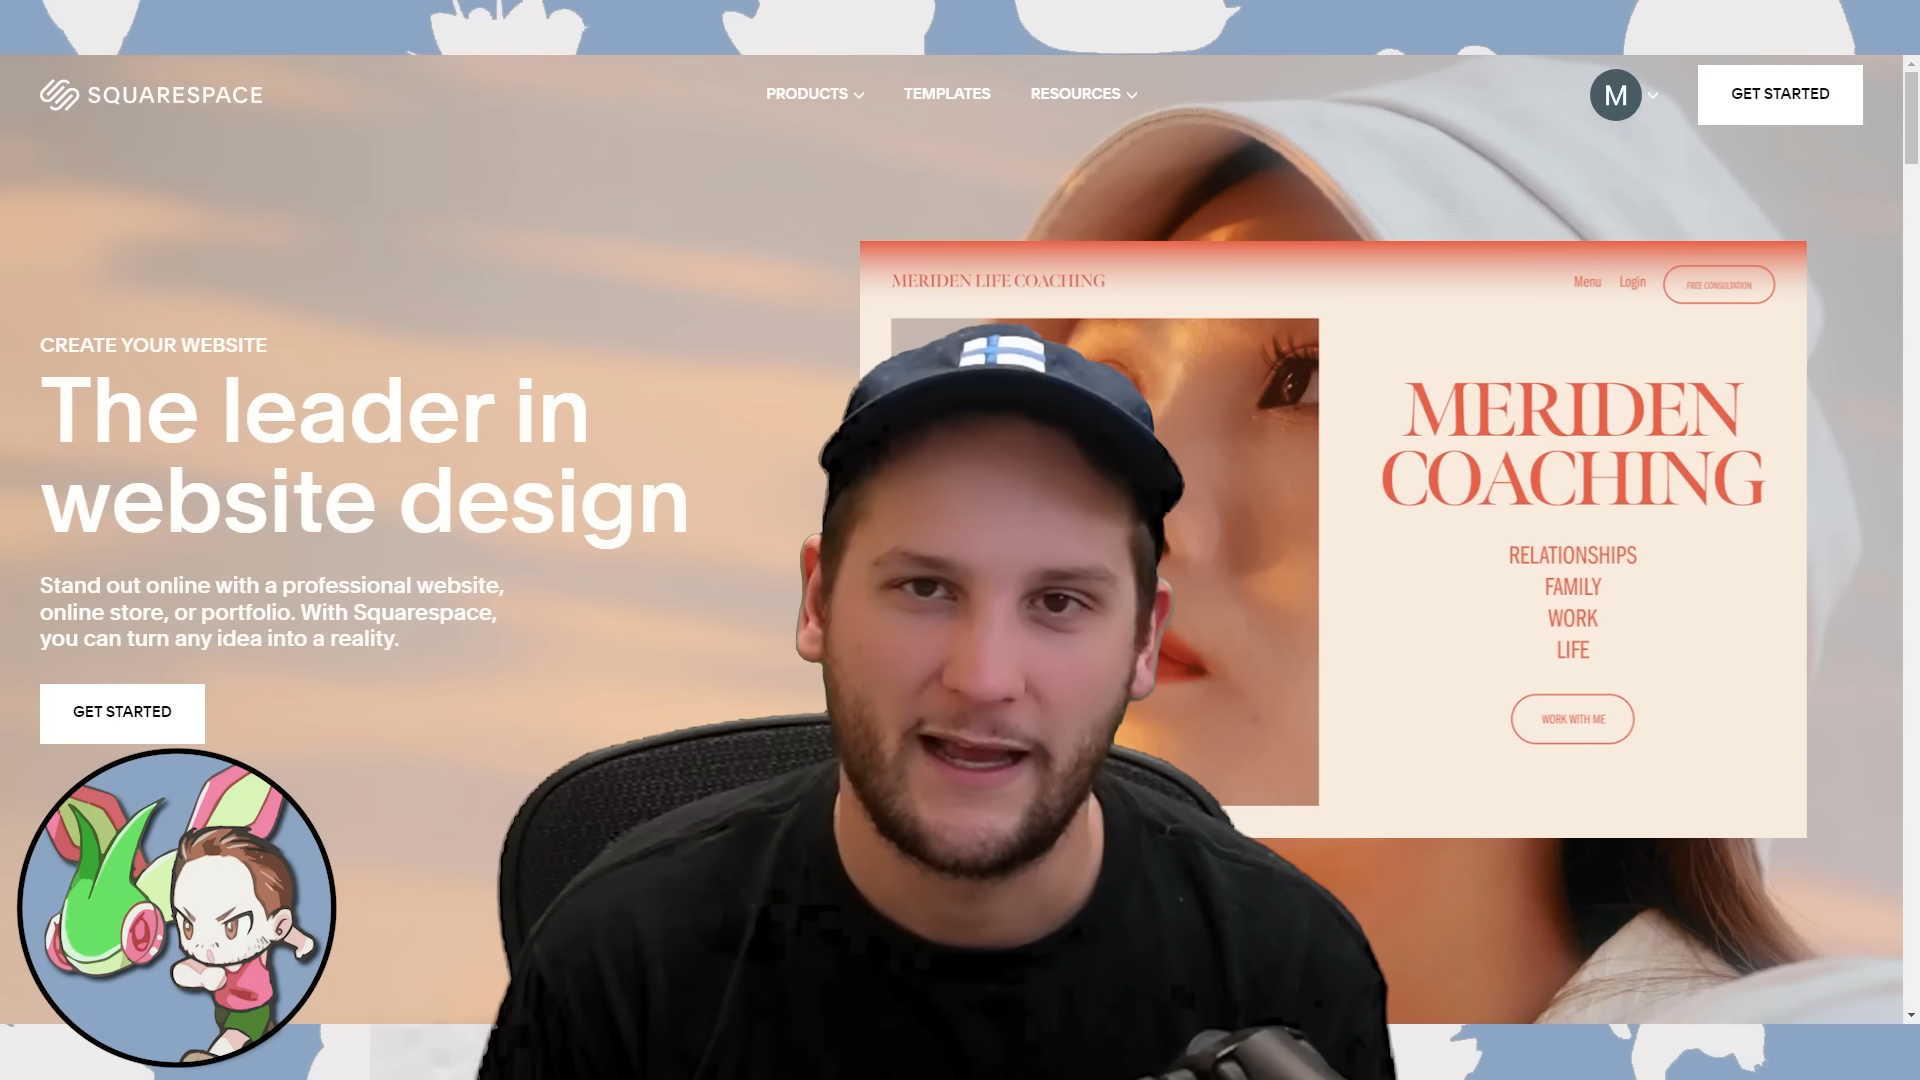 SQUARESPACE
PRODUCTS
TEMPLATES
RESOURCES
M
GET STARTED
CREATE YOUR WEBSITE
The leader in
website design
Stand out online with a professional website,
online store, or portfolio. With Squarespace,
you can turn any idea into a reality.
GET STARTED
MERIDEN LIFE COACHING
Menu
Login
FREE CONSULTATION
MERIDEN
COACHING
RELATIONSHIPS
FAMILY
WORK
LIFE
WORK WITH ME